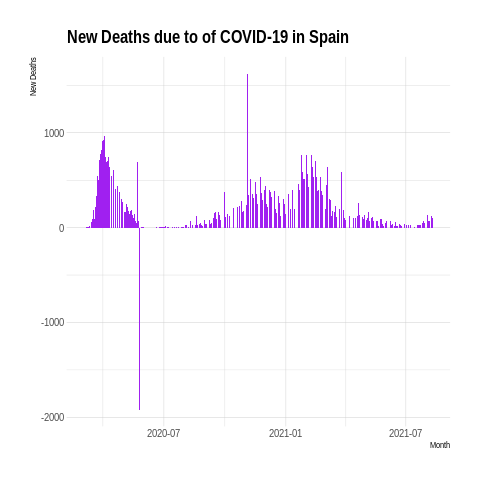 New Deaths due to of COVID-19 in Spain
New Deaths
1000
0
-1000
-2000
2020-07
2021-01
2021-07
Month